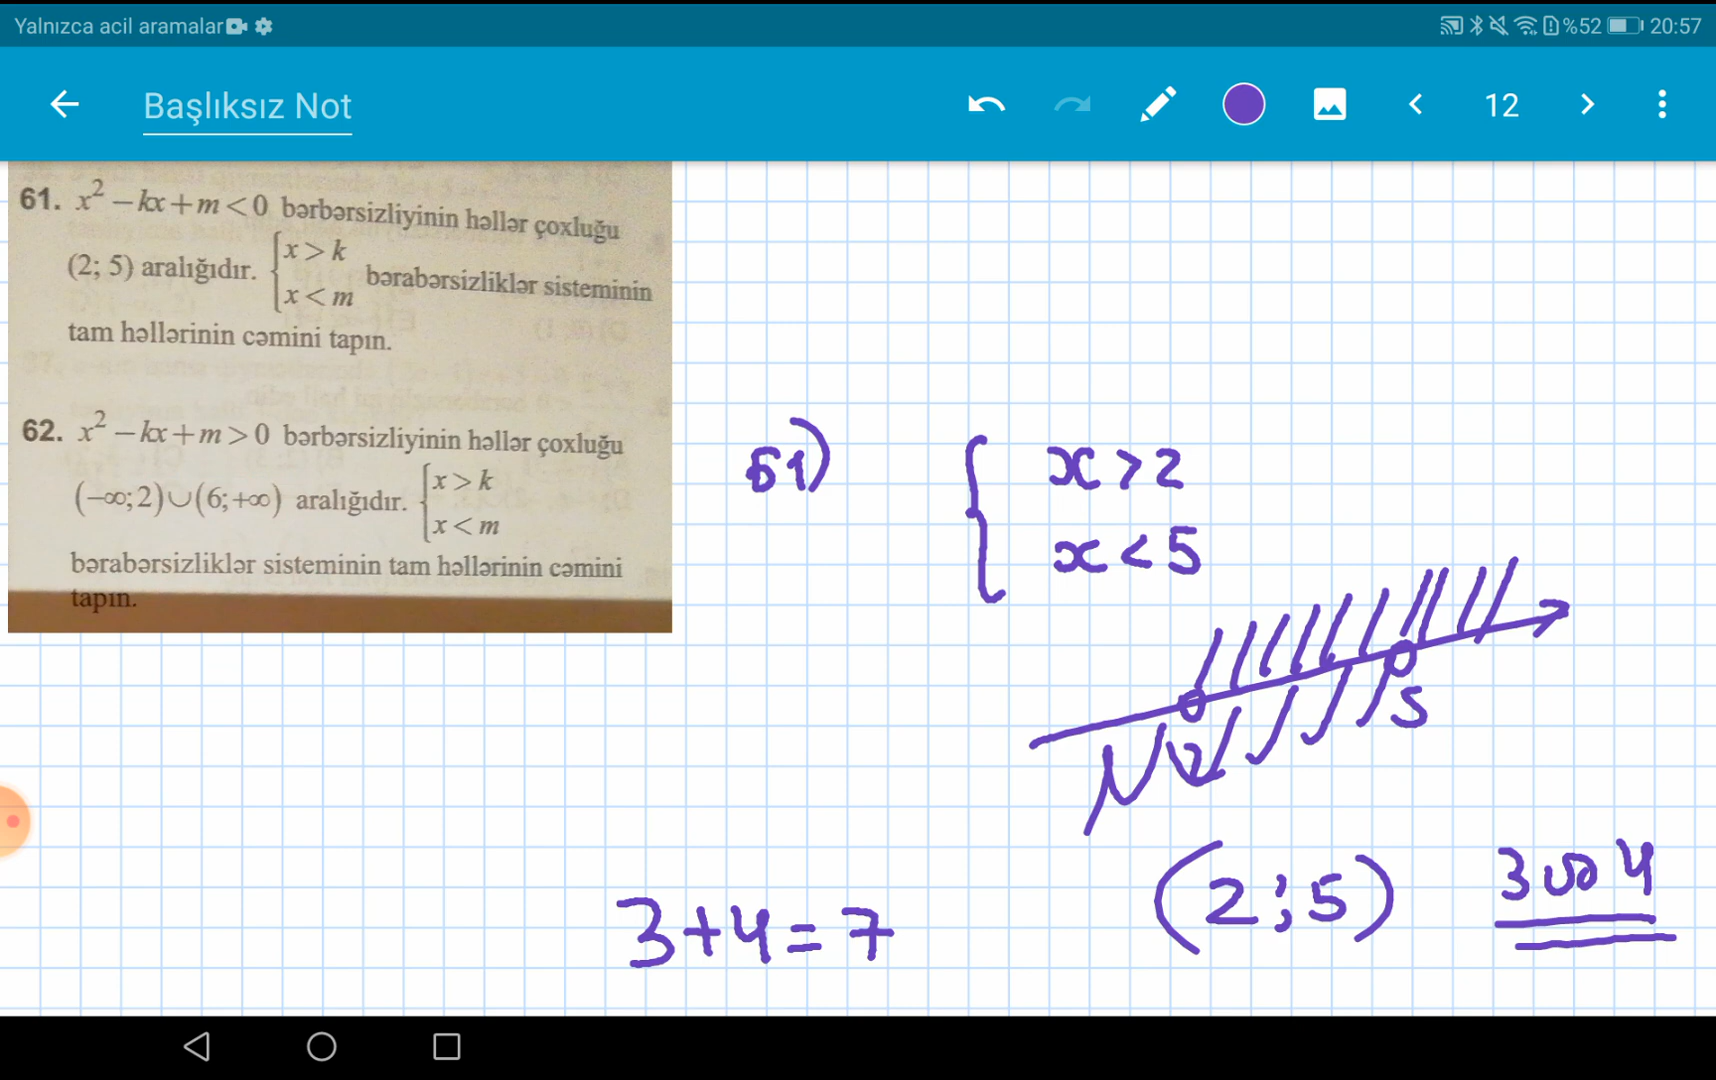 Yalnızca acil aramalar
%52 20:57
Başlıksız Not
12
61. x² – kx + m < 0 bərbərsizliyinin həllər çoxluğu
(2; 5) aralığıdır. { x > k
x < m bərabərsizliklər sisteminin
tam həllərinin cəmini tapın.
62. x² – kx + m > 0 bərbərsizliyinin həllər çoxluğu
(–∞; 2)∪(6; +∞) aralığıdır. { x > k
x < m
bərabərsizliklər sisteminin tam həllərinin cəmini
tapın.
61) { x > 2
x < 5
2 5
(2; 5) 3 və 4
3+4=7